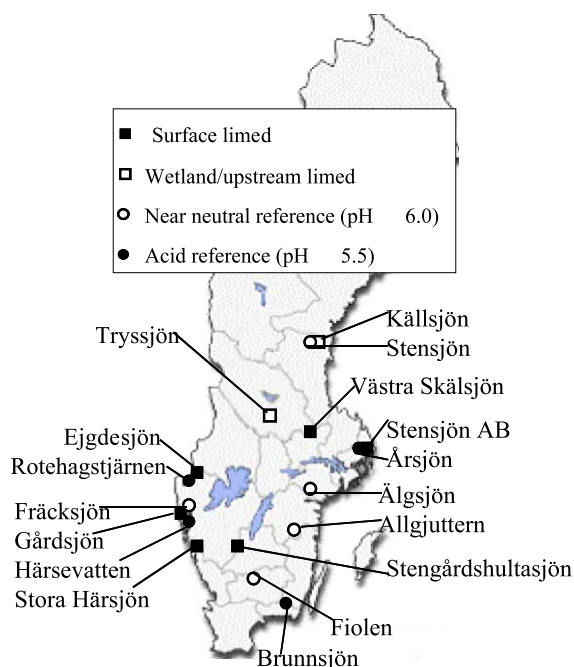 Surface limed
Wetland/upstream limed
Near neutral reference (pH 6.0)
Acid reference (pH 5.5)
Källsjön
Tryssjön
Stensjön
Västra Skälsjön
Stensjön AB
Ejgdesjön
Årsjön
Rotehagstjärnen
Älgsjön
Fräcksjön
Allgjuttern
Gårdsjön
Härsevatten
Stengårdshultasjön
Stora Härsjön
Fiolen
Brunnsjön